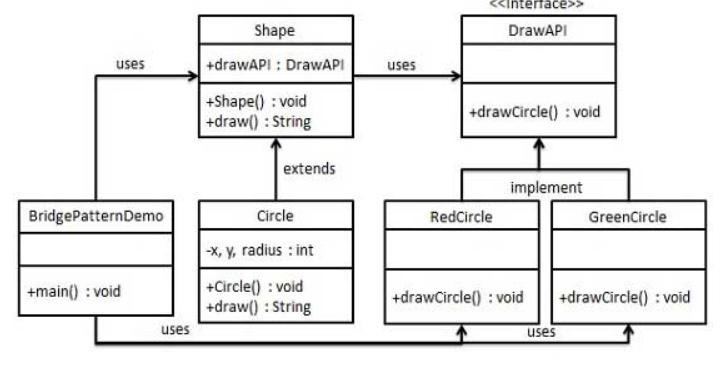 <<Interface>>
Shape
DrawAPI
+drawAPI : DrawAPI
uses
uses
+Shape() : void
+draw() : String
+drawCircle() : void
extends
implement
BridgePatternDemo
Circle
RedCircle
GreenCircle
-x, y, radius : int
+main() : void
+Circle() : void
+draw() : String
+drawCircle() : void
+drawCircle() : void
uses
uses